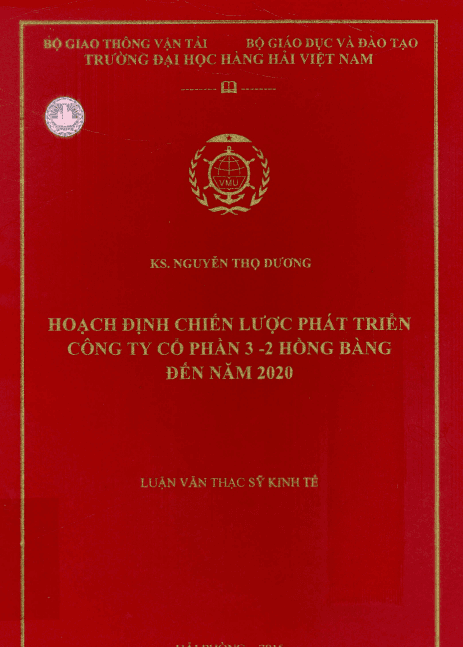 BỘ GIAO THÔNG VẬN TẢI BỘ GIÁO DỤC VÀ ĐÀO TẠO
TRƯỜNG ĐẠI HỌC HÀNG HẢI VIỆT NAM
VMU
KS. NGUYỄN THỌ DƯƠNG
HOẠCH ĐỊNH CHIẾN LƯỢC PHÁT TRIỂN
CÔNG TY CỔ PHẦN 3 -2 HỒNG BÀNG
ĐẾN NĂM 2020
LUẬN VĂN THẠC SỸ KINH TẾ
HẢI PHÒNG